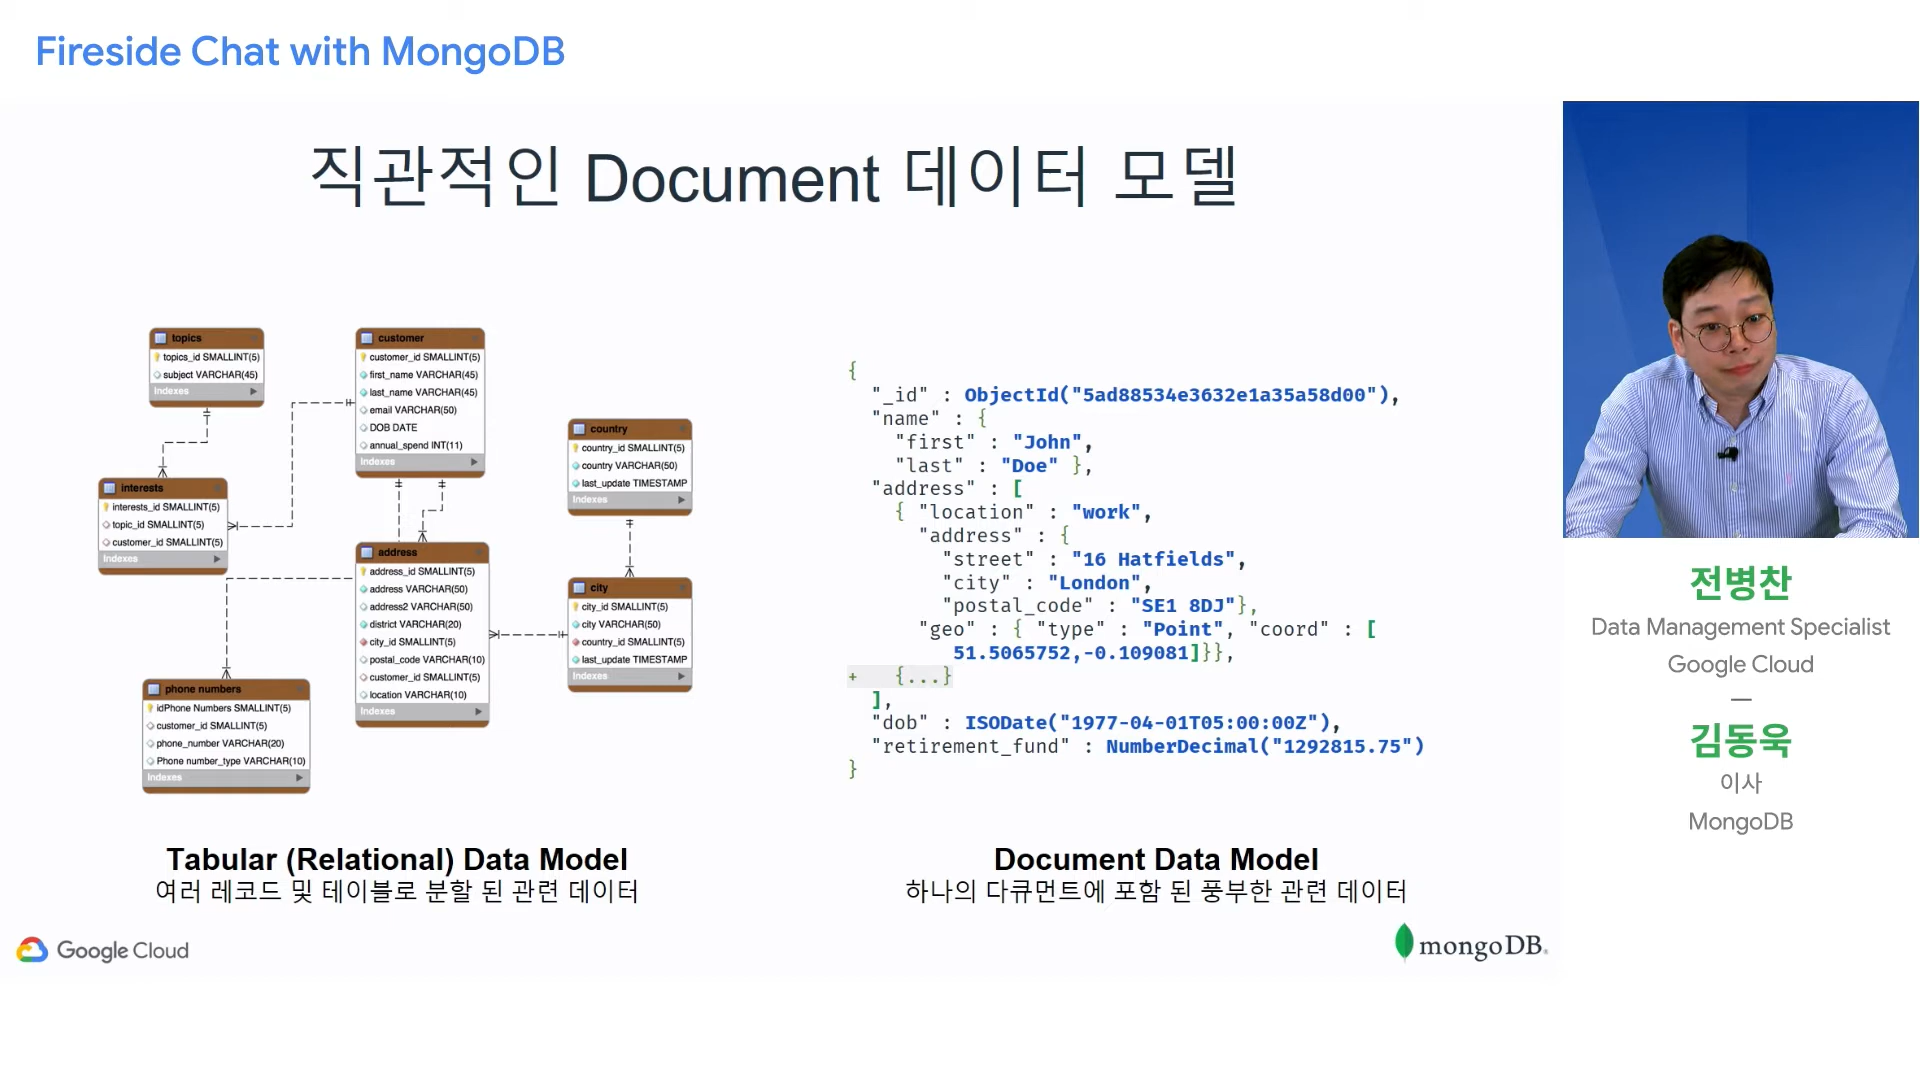 Fireside Chat with MongoDB
직관적인 Document 데이터 모델
topics
topics_id SMALLINT(5)
subject VARCHAR(45)
Indexes
customer
customer_id SMALLINT(5)
first_name VARCHAR(45)
last_name VARCHAR(45)
email VARCHAR(50)
DOB DATE
annual_spend INT(11)
Indexes
country
country_id SMALLINT(5)
country VARCHAR(50)
last_update TIMESTAMP
Indexes
interests
interests_id SMALLINT(5)
topic_id SMALLINT(5)
customer_id SMALLINT(5)
Indexes
address
address_id SMALLINT(5)
address VARCHAR(50)
address2 VARCHAR(50)
district VARCHAR(20)
city_id SMALLINT(5)
postal_code VARCHAR(10)
customer_id SMALLINT(5)
location VARCHAR(10)
Indexes
city
city_id SMALLINT(5)
city VARCHAR(50)
country_id SMALLINT(5)
last_update TIMESTAMP
Indexes
phone numbers
idPhone Numbers SMALLINT(5)
customer_id SMALLINT(5)
phone_number VARCHAR(20)
Phone number_type VARCHAR(10)
Indexes
Tabular (Relational) Data Model
여러 레코드 및 테이블로 분할 된 관련 데이터
{
"_id" : ObjectId("5ad88534e3632e1a35a58d00"),
"name" : {
"first" : "John",
"last" : "Doe" },
"address" : [
{ "location" : "work",
"address" : {
"street" : "16 Hatfields",
"city" : "London",
"postal_code" : "SE1 8DJ"},
"geo" : { "type" : "Point", "coord" : [
51.5065752,-0.109081]}},
+ {...}
],
"dob" : ISODate("1977-04-01T05:00:00Z"),
"retirement_fund" : NumberDecimal("1292815.75")
}
Document Data Model
하나의 다큐먼트에 포함 된 풍부한 관련 데이터
Google Cloud
mongoDB.
전병찬
Data Management Specialist
Google Cloud
—
김동욱
이사
MongoDB